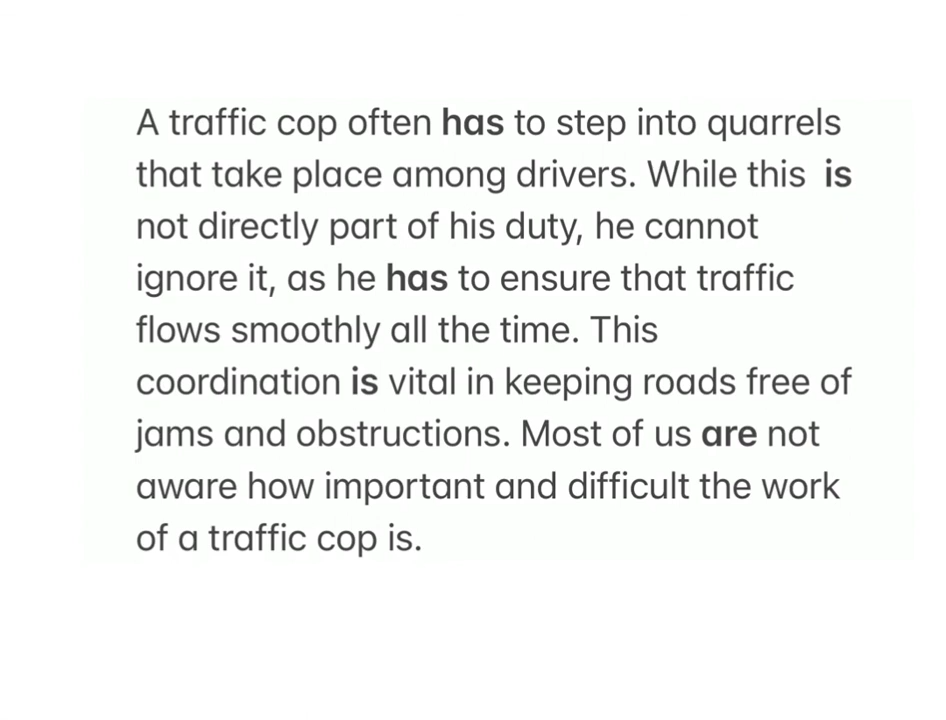 A traffic cop often has to step into quarrels
that take place among drivers. While this is
not directly part of his duty, he cannot
ignore it, as he has to ensure that traffic
flows smoothly all the time. This
coordination is vital in keeping roads free of
jams and obstructions. Most of us are not
aware how important and difficult the work
of a traffic cop is.